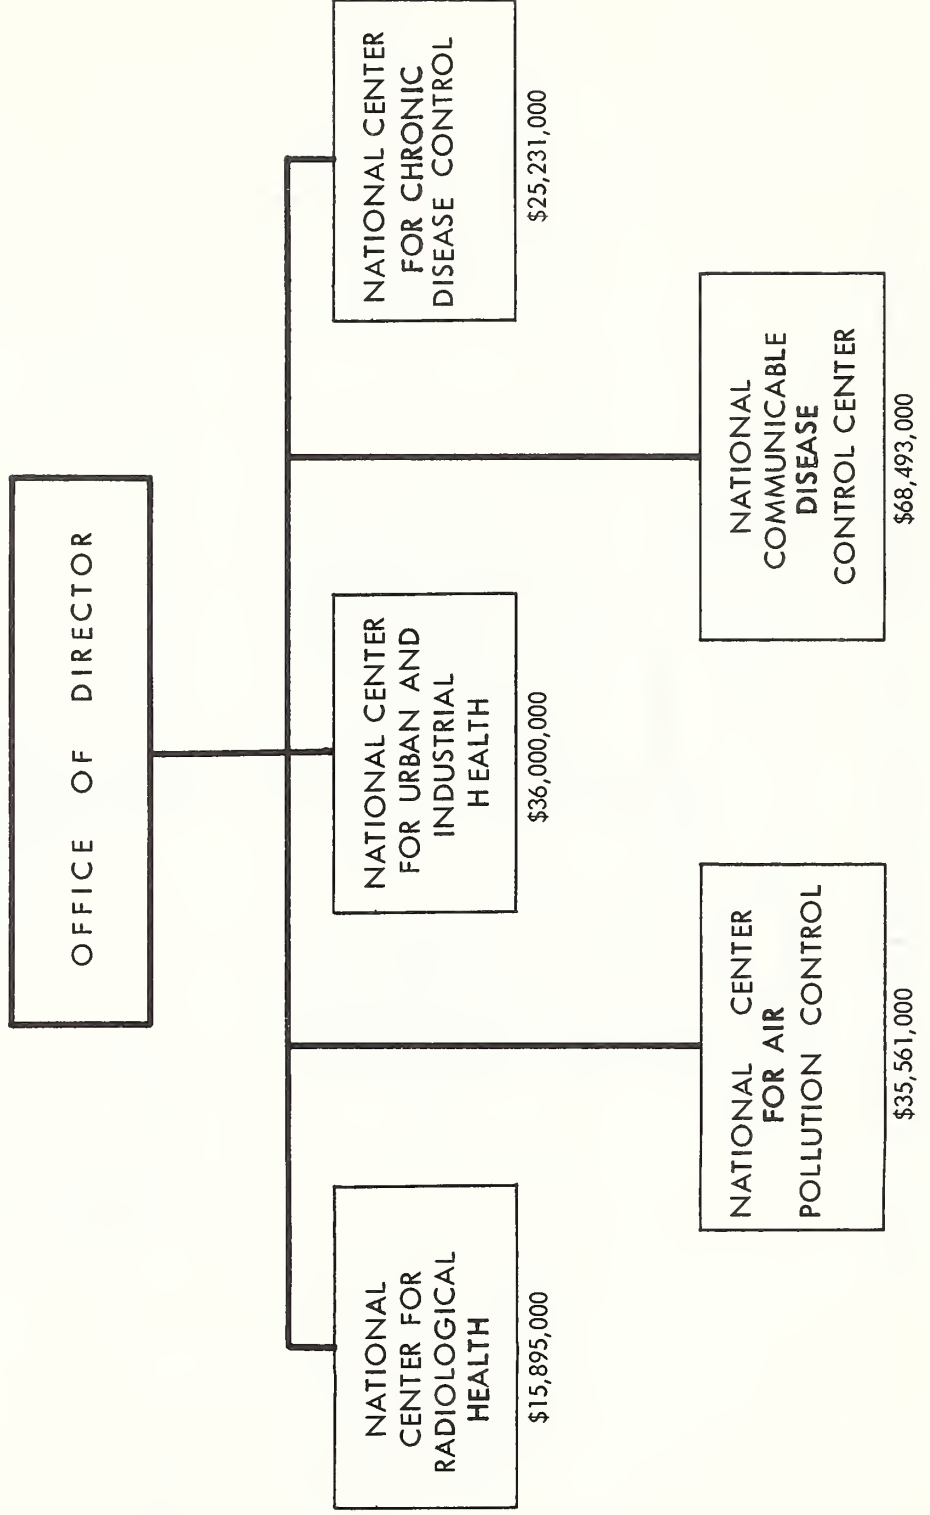 OFFICE OF DIRECTOR
NATIONAL
CENTER FOR
RADIOLOGICAL
HEALTH
$15,895,000
NATIONAL CENTER
FOR URBAN AND
INDUSTRIAL
HEALTH
$36,000,000
NATIONAL CENTER
FOR CHRONIC
DISEASE CONTROL
$25,231,000
NATIONAL CENTER
FOR AIR
POLLUTION CONTROL
$35,561,000
NATIONAL
COMMUNICABLE
DISEASE
CONTROL CENTER
$68,493,000